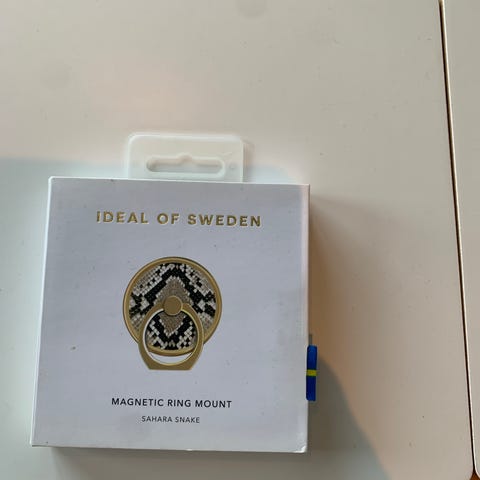 IDEAL OF SWEDEN
MAGNETIC RING MOUNT
SAHARA SNAKE